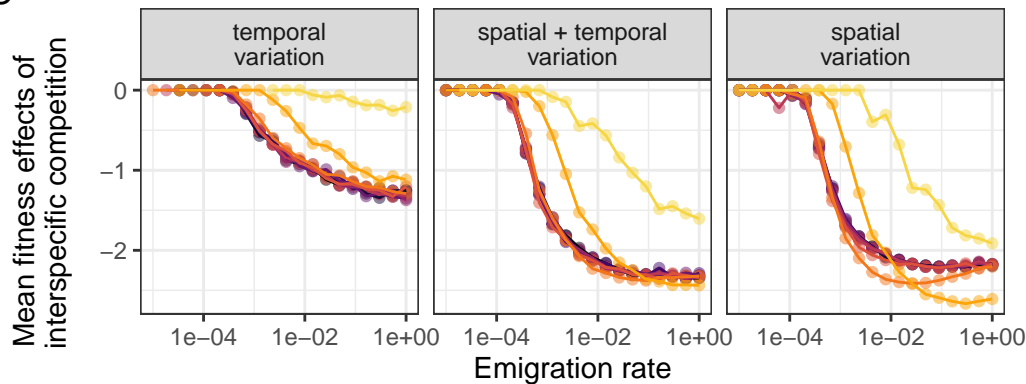 temporal
variation
spatial + temporal
variation
spatial
variation
Mean fitness effects of
interspecific competition
0
−1
−2
1e−04 1e−02 1e+00 1e−04 1e−02 1e+00 1e−04 1e−02 1e+00
Emigration rate